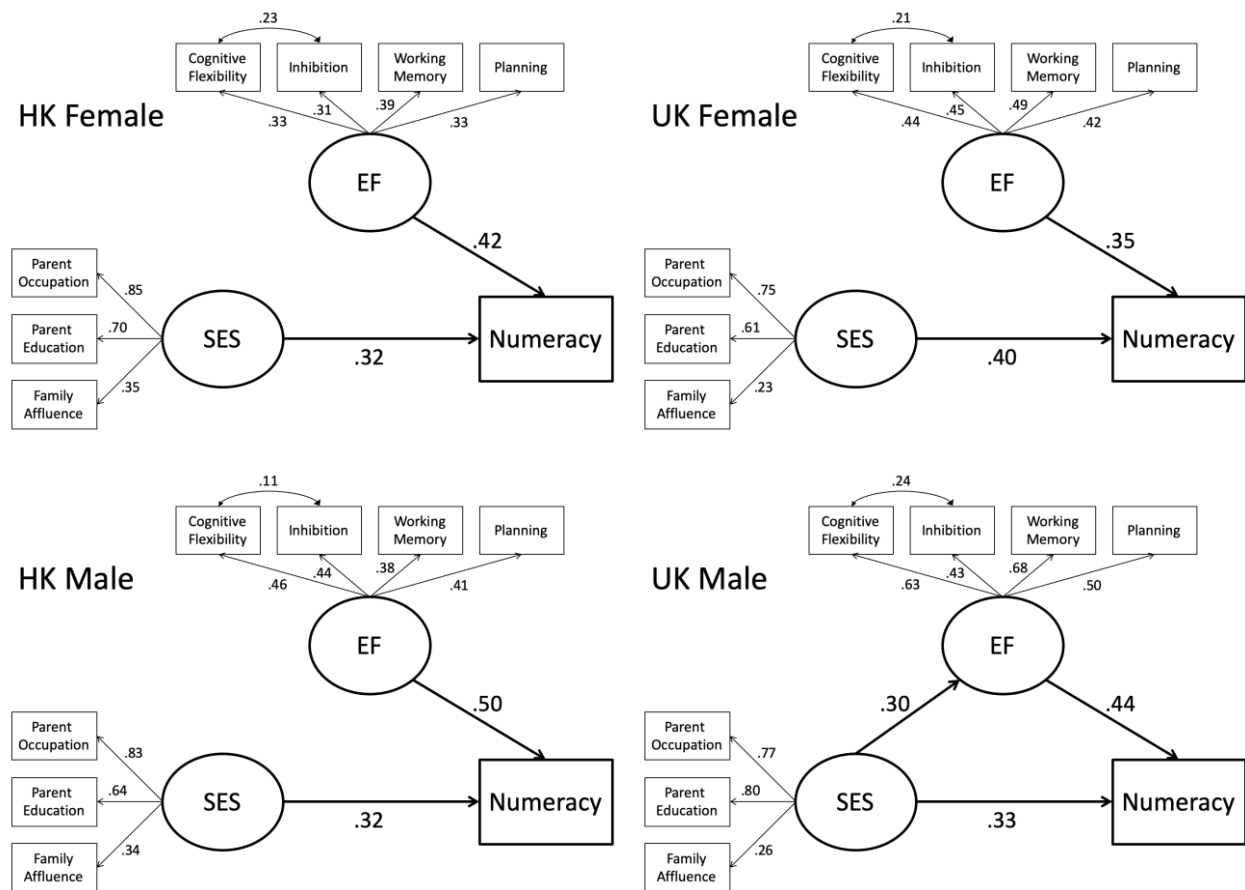 .23
Cognitive
Flexibility
Inhibition
Working
Memory
Planning
.33
.31
.39
.33
HK Female
EF
.42
Parent
Occupation
Parent
Education
Family
Affluence
.85
.70
.35
SES
.32
Numeracy
.21
Cognitive
Flexibility
Inhibition
Working
Memory
Planning
.44
.45
.49
.42
UK Female
EF
.35
Parent
Occupation
Parent
Education
Family
Affluence
.75
.61
.23
SES
.40
Numeracy
.11
Cognitive
Flexibility
Inhibition
Working
Memory
Planning
.46
.44
.38
.41
HK Male
EF
.50
Parent
Occupation
Parent
Education
Family
Affluence
.83
.64
.34
SES
.32
Numeracy
.24
Cognitive
Flexibility
Inhibition
Working
Memory
Planning
.63
.43
.68
.50
UK Male
EF
.30
.44
Parent
Occupation
Parent
Education
Family
Affluence
.77
.80
.26
SES
.33
Numeracy